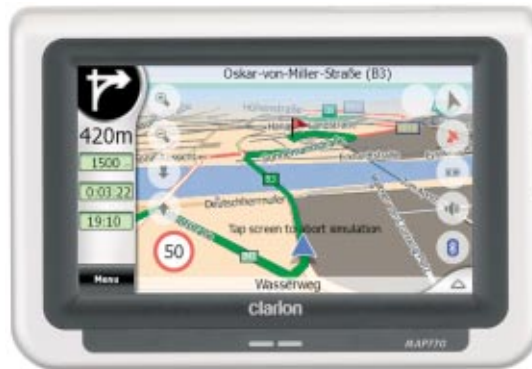 Oskar-von-Miller-Straße (B3)
420m
1500
0:03:22
19:10
B3
Deutschherrnufer
Tap screen to abort simulation
50
Menu
Wasserweg
clarion
MAP770